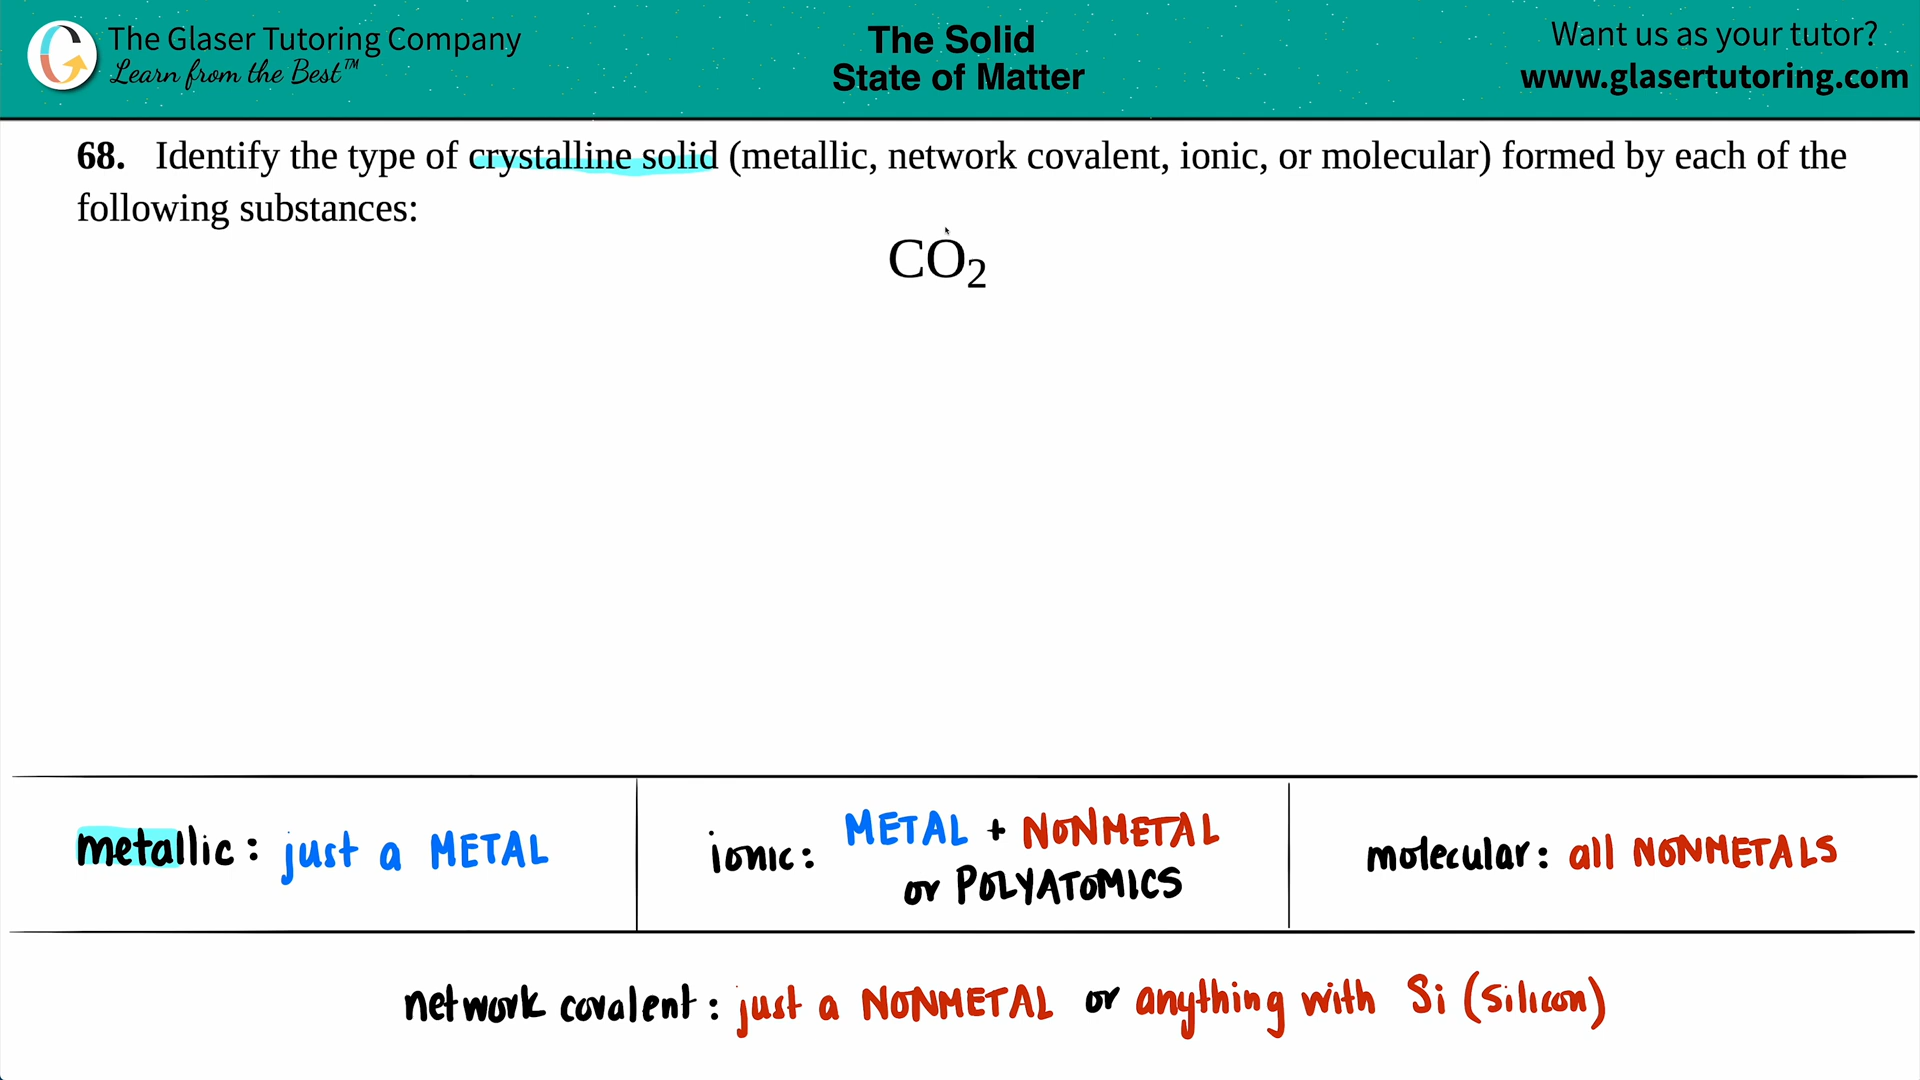 The Glaser Tutoring Company
Learn from the Best™
The Solid
State of Matter
Want us as your tutor?
www.glasertutoring.com
68. Identify the type of crystalline solid (metallic, network covalent, ionic, or molecular) formed by each of the
following substances:
CO₂
metallic: just a METAL
ionic: METAL + NONMETAL
or POLYATOMICS
molecular: all NONMETALS
network covalent: just a NONMETAL or anything with Si (silicon)